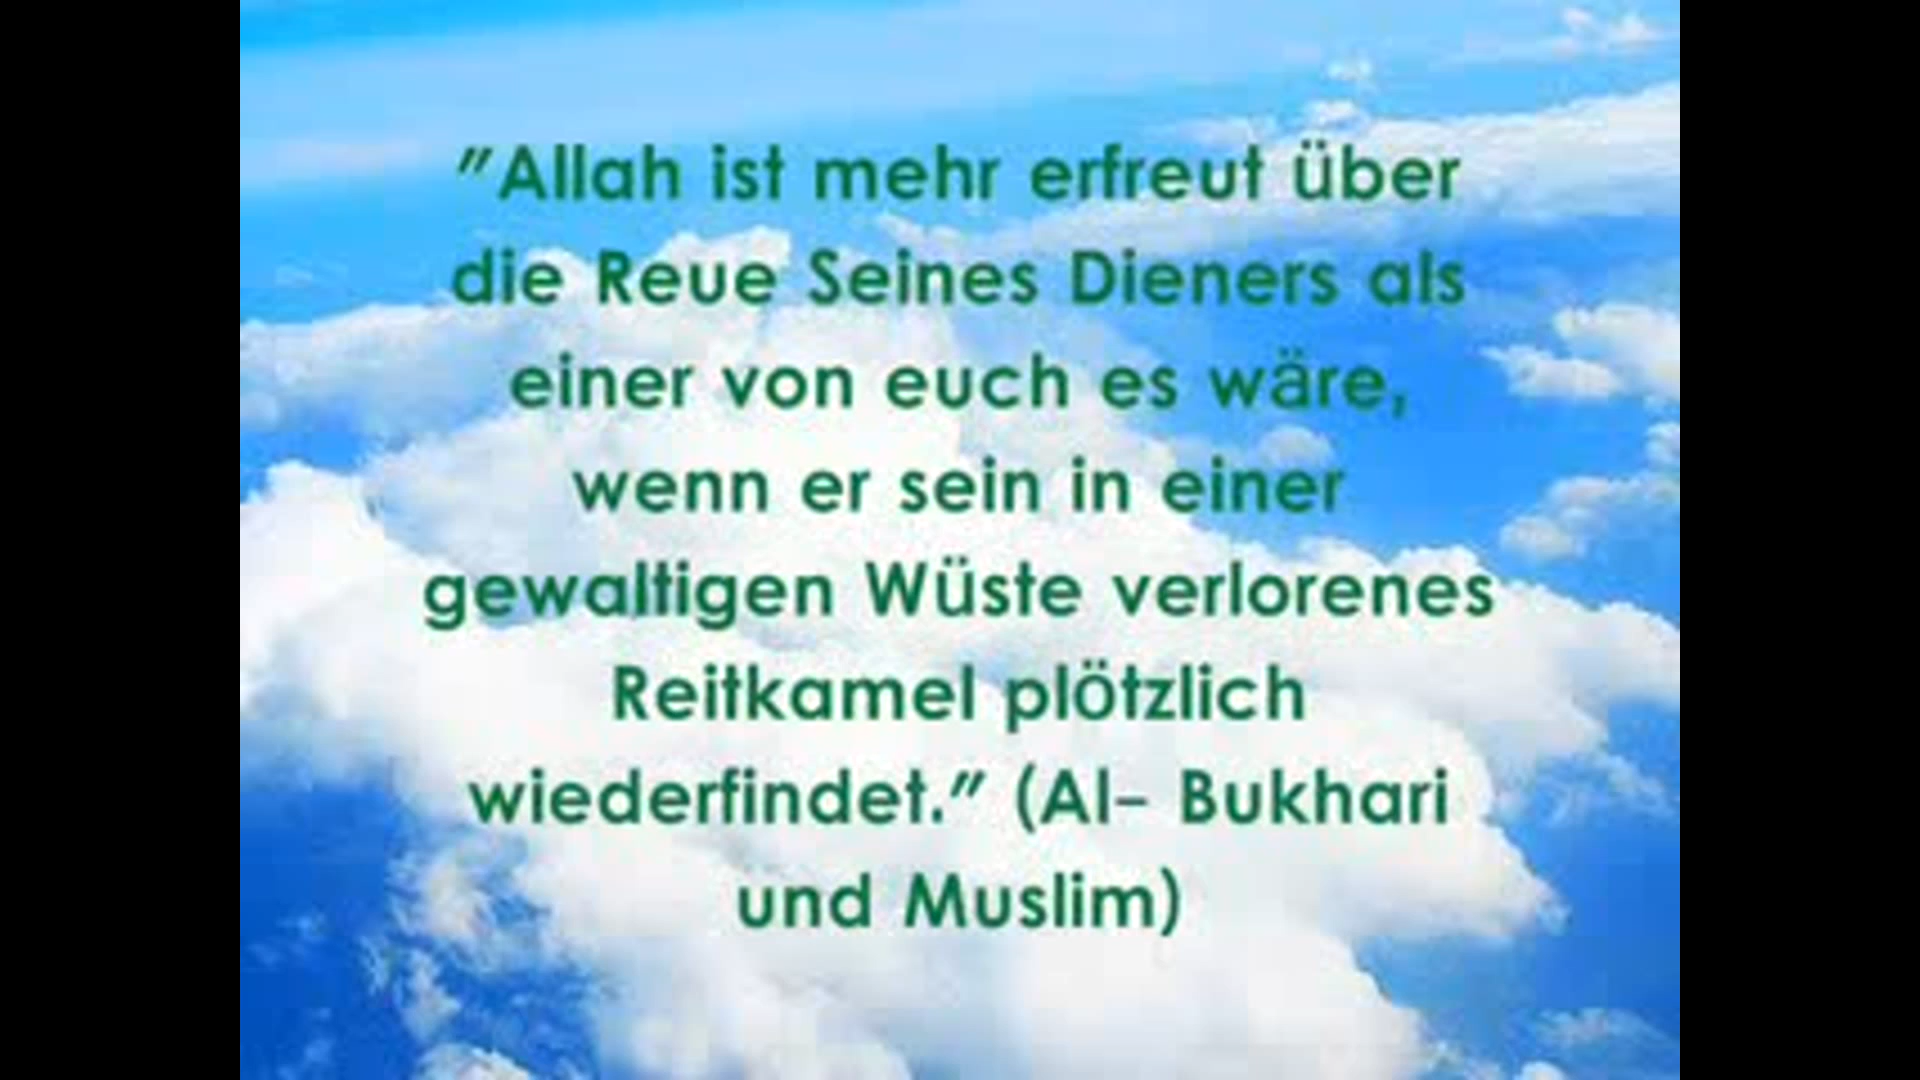 "Allah ist mehr erfreut über
die Reue Seines Dieners als
einer von euch es wäre,
wenn er sein in einer
gewaltigen Wüste verlorenes
Reitkamel plötzlich
wiederfindet." (Al- Bukhari
und Muslim)